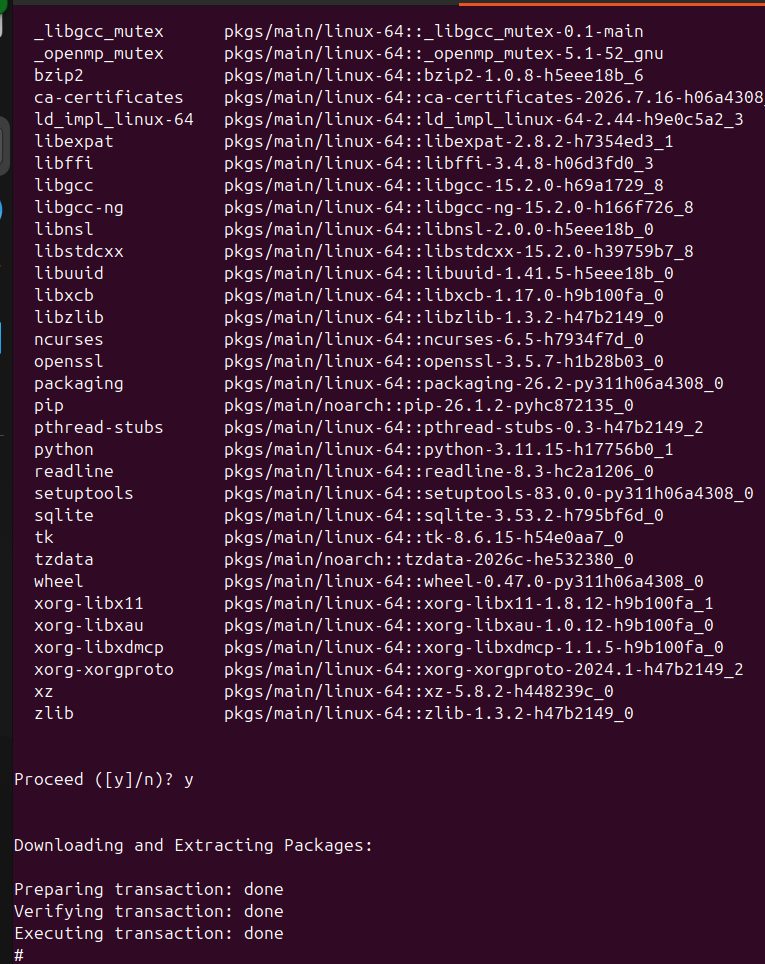 _libgcc_mutex pkgs/main/linux-64::_libgcc_mutex-0.1-main
_openmp_mutex pkgs/main/linux-64::_openmp_mutex-5.1-52_gnu
bzip2 pkgs/main/linux-64::bzip2-1.0.8-h5eee18b_6
ca-certificates pkgs/main/linux-64::ca-certificates-2026.7.16-h06a4308_
ld_impl_linux-64 pkgs/main/linux-64::ld_impl_linux-64-2.44-h9e0c5a2_3
libexpat pkgs/main/linux-64::libexpat-2.8.2-h7354ed3_1
libffi pkgs/main/linux-64::libffi-3.4.8-h06d3fd0_3
libgcc pkgs/main/linux-64::libgcc-15.2.0-h69a1729_8
libgcc-ng pkgs/main/linux-64::libgcc-ng-15.2.0-h166f726_8
libnsl pkgs/main/linux-64::libnsl-2.0.0-h5eee18b_0
libstdcxx pkgs/main/linux-64::libstdcxx-15.2.0-h39759b7_8
libuuid pkgs/main/linux-64::libuuid-1.41.5-h5eee18b_0
libxcb pkgs/main/linux-64::libxcb-1.17.0-h9b100fa_0
libzlib pkgs/main/linux-64::libzlib-1.3.2-h47b2149_0
ncurses pkgs/main/linux-64::ncurses-6.5-h7934f7d_0
openssl pkgs/main/linux-64::openssl-3.5.7-h1b28b03_0
packaging pkgs/main/linux-64::packaging-26.2-py311h06a4308_0
pip pkgs/main/noarch::pip-26.1.2-pyhc872135_0
pthread-stubs pkgs/main/linux-64::pthread-stubs-0.3-h47b2149_2
python pkgs/main/linux-64::python-3.11.15-h17756b0_1
readline pkgs/main/linux-64::readline-8.3-hc2a1206_0
setuptools pkgs/main/linux-64::setuptools-83.0.0-py311h06a4308_0
sqlite pkgs/main/linux-64::sqlite-3.53.2-h795bf6d_0
tk pkgs/main/linux-64::tk-8.6.15-h54e0aa7_0
tzdata pkgs/main/noarch::tzdata-2026c-he532380_0
wheel pkgs/main/linux-64::wheel-0.47.0-py311h06a4308_0
xorg-libx11 pkgs/main/linux-64::xorg-libx11-1.8.12-h9b100fa_1
xorg-libxau pkgs/main/linux-64::xorg-libxau-1.0.12-h9b100fa_0
xorg-libxdmcp pkgs/main/linux-64::xorg-libxdmcp-1.1.5-h9b100fa_0
xorg-xorgproto pkgs/main/linux-64::xorg-xorgproto-2024.1-h47b2149_2
xz pkgs/main/linux-64::xz-5.8.2-h448239c_0
zlib pkgs/main/linux-64::zlib-1.3.2-h47b2149_0
Proceed ([y]/n)? y
Downloading and Extracting Packages:
Preparing transaction: done
Verifying transaction: done
Executing transaction: done
#